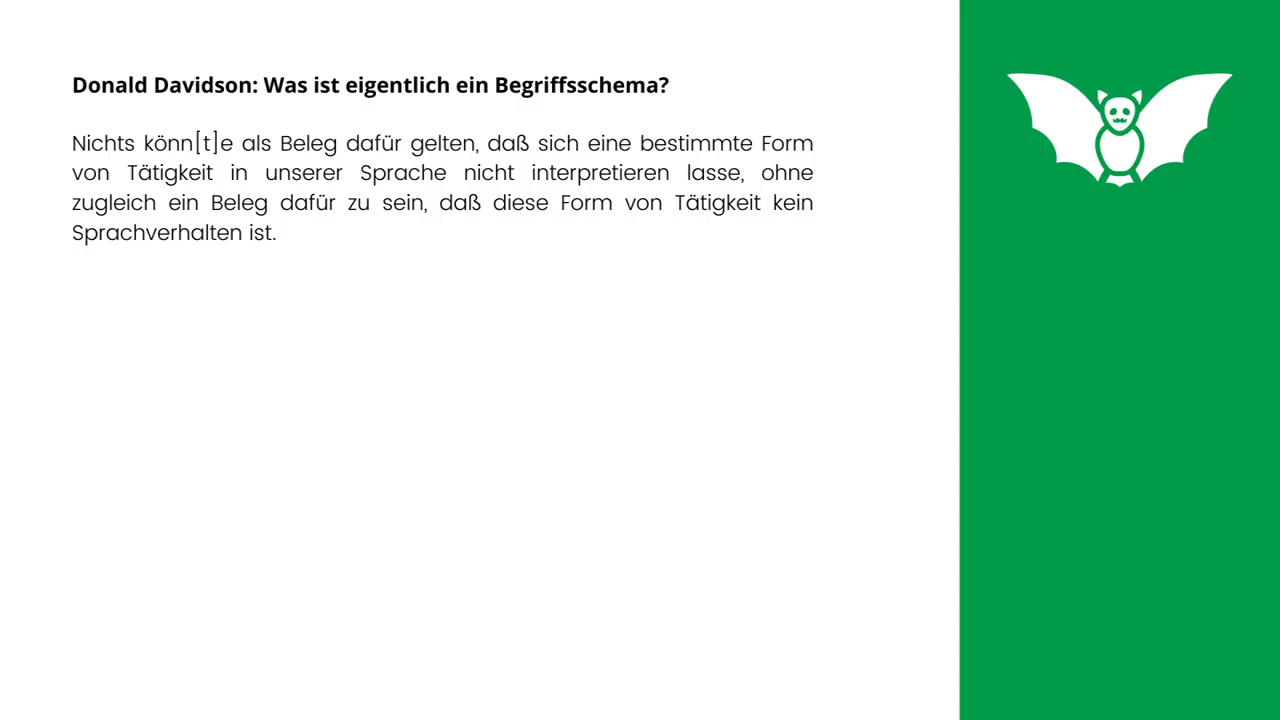 Donald Davidson: Was ist eigentlich ein Begriffsschema?
Nichts könn[t]e als Beleg dafür gelten, daß sich eine bestimmte Form
von Tätigkeit in unserer Sprache nicht interpretieren lasse, ohne
zugleich ein Beleg dafür zu sein, daß diese Form von Tätigkeit kein
Sprachverhalten ist.